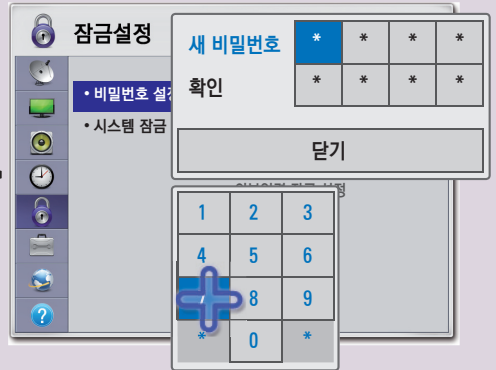 잠금설정
새 비밀번호 * * * *
확인 * * * *
• 비밀번호 설정
• 시스템 잠금
닫기
1 2 3
4 5 6
8 9
* 0 *
?